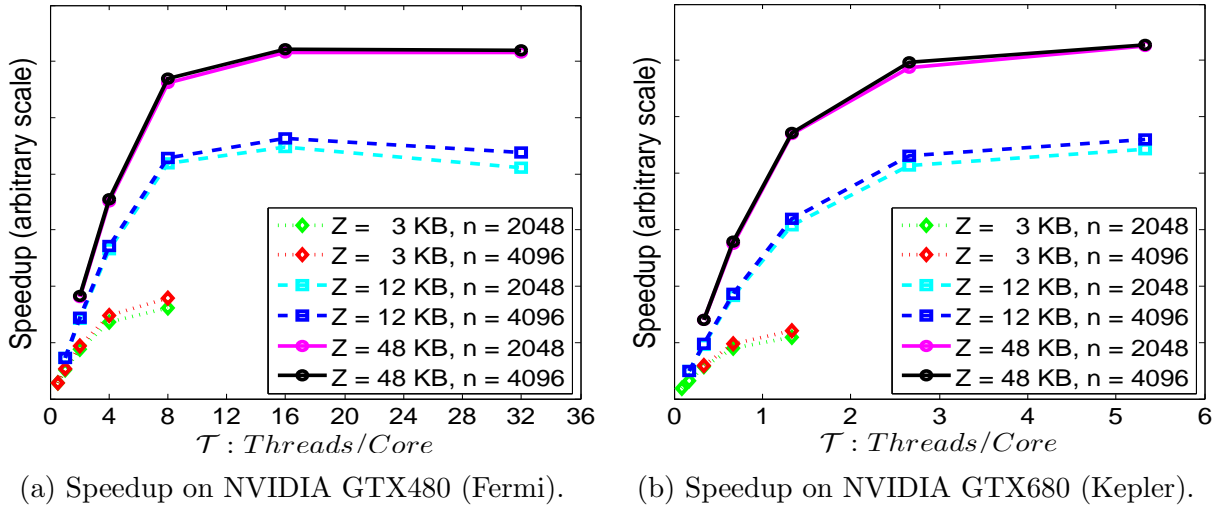 Speedup (arbitrary scale)
Z =   3 KB, n = 2048
Z =   3 KB, n = 4096
Z = 12 KB, n = 2048
Z = 12 KB, n = 4096
Z = 48 KB, n = 2048
Z = 48 KB, n = 4096
0 4 8 12 16 20 24 28 32 36
𝒯 : Threads/Core
(a) Speedup on NVIDIA GTX480 (Fermi).
Speedup (arbitrary scale)
Z =   3 KB, n = 2048
Z =   3 KB, n = 4096
Z = 12 KB, n = 2048
Z = 12 KB, n = 4096
Z = 48 KB, n = 2048
Z = 48 KB, n = 4096
0 1 2 3 4 5 6
𝒯 : Threads/Core
(b) Speedup on NVIDIA GTX680 (Kepler).